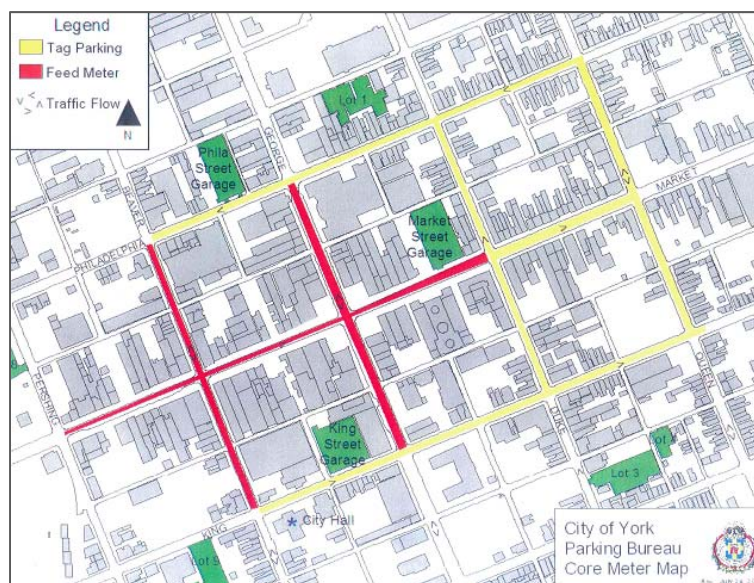 Legend
Tag Parking
Feed Meter
Traffic Flow
N
Lot 1
GEORGE
Phila
Street
Garage
BEAVER
MARKET
Market
Street
Garage
PHILADELPHIA
PERSHING
King
Street
Garage
DUKE
QUEEN
Lot 3
KING
City Hall
Lot 9
City of York
Parking Bureau
Core Meter Map